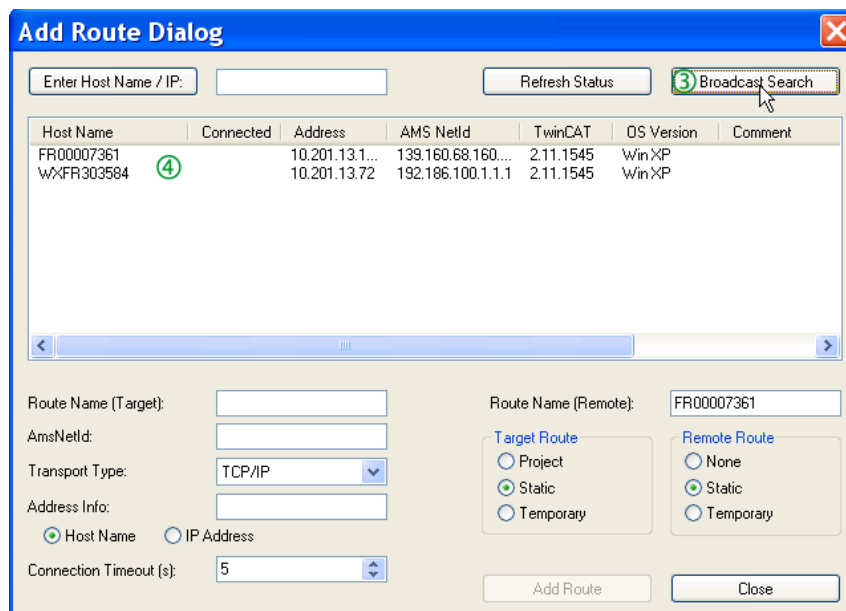 Add Route Dialog
Enter Host Name / IP: Refresh Status ③ Broadcast Search
Host Name Connected Address AMS NetId TwinCAT OS Version Comment
FR00007361 10.201.13.1... 139.160.68.160.... 2.11.1545 Win XP
WXFR303584 ④ 10.201.13.72 192.186.100.1.1.1 2.11.1545 Win XP
Route Name (Target): Route Name (Remote): FR00007361
AmsNetId: Target Route Remote Route
Transport Type: TCP/IP Project None
Static Static
Address Info: Temporary Temporary
Host Name IP Address
Connection Timeout (s): 5
Add Route Close